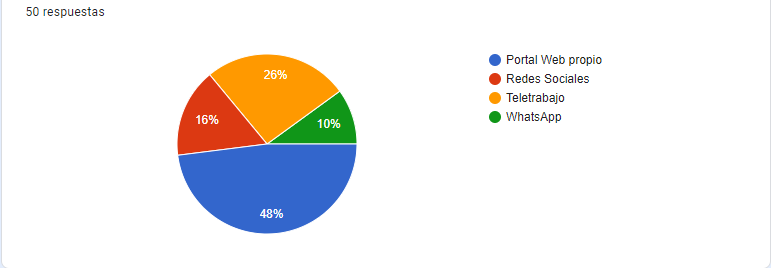 50 respuestas
Portal Web propio
Redes Sociales
Teletrabajo
WhatsApp
26%
16%
10%
48%